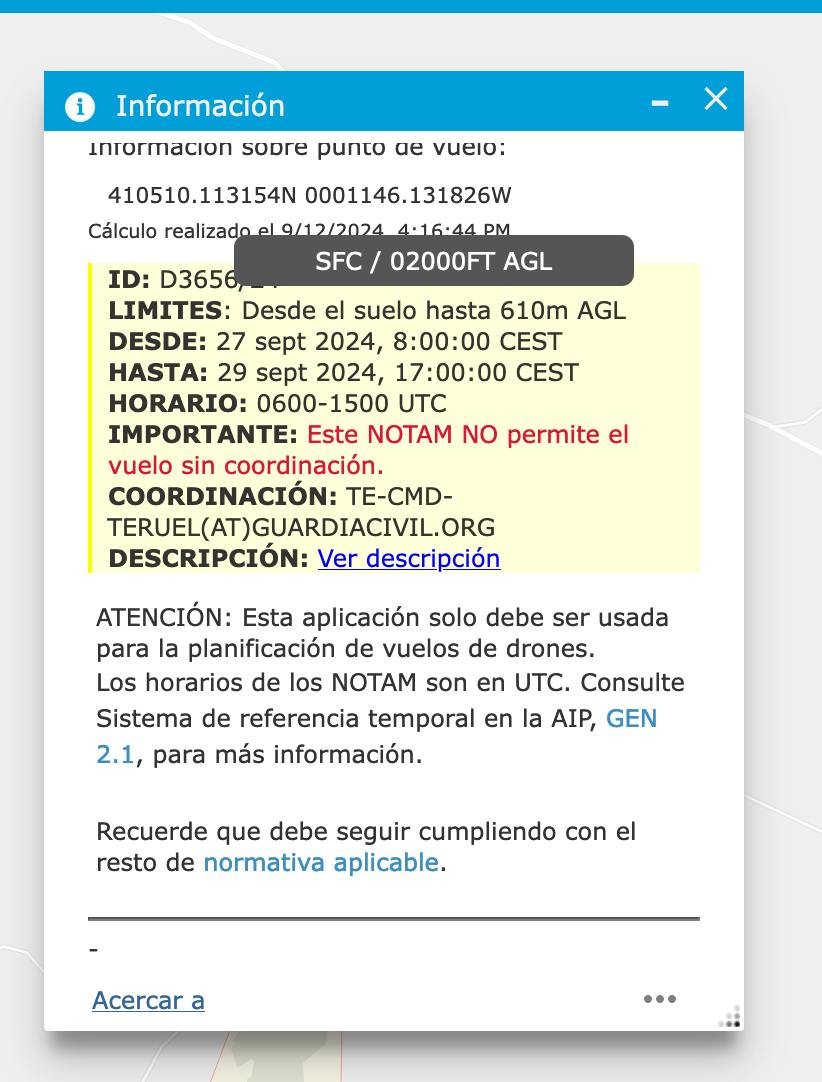 Información
Información sobre punto de vuelo:
410510.113154N 0001146.131826W
Cálculo realizado el 9/12/2024, 4:16:44 PM
SFC / 02000FT AGL
ID: D3656/24
LIMITES: Desde el suelo hasta 610m AGL
DESDE: 27 sept 2024, 8:00:00 CEST
HASTA: 29 sept 2024, 17:00:00 CEST
HORARIO: 0600-1500 UTC
IMPORTANTE: Este NOTAM NO permite el
vuelo sin coordinación.
COORDINACIÓN: TE-CMD-
TERUEL(AT)GUARDIACIVIL.ORG
DESCRIPCIÓN: Ver descripción
ATENCIÓN: Esta aplicación solo debe ser usada
para la planificación de vuelos de drones.
Los horarios de los NOTAM son en UTC. Consulte
Sistema de referencia temporal en la AIP, GEN
2.1, para más información.
Recuerde que debe seguir cumpliendo con el
resto de normativa aplicable.
-
Acercar a